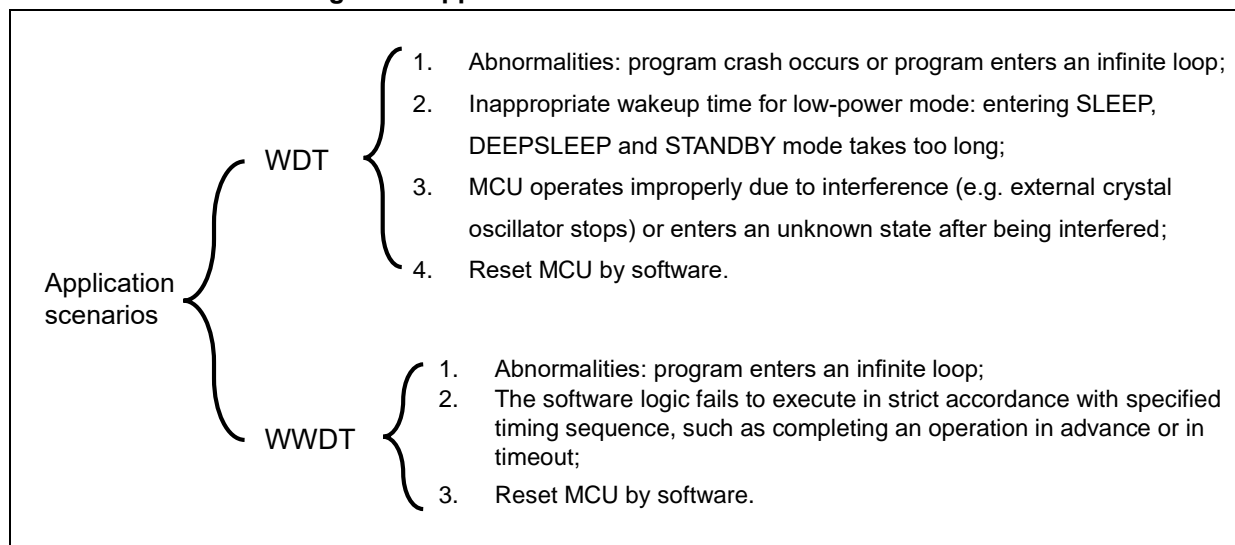 Application
scenarios
WDT
1. Abnormalities: program crash occurs or program enters an infinite loop;
2. Inappropriate wakeup time for low-power mode: entering SLEEP,
DEEPSLEEP and STANDBY mode takes too long;
3. MCU operates improperly due to interference (e.g. external crystal
oscillator stops) or enters an unknown state after being interfered;
4. Reset MCU by software.
WWDT
1. Abnormalities: program enters an infinite loop;
2. The software logic fails to execute in strict accordance with specified
timing sequence, such as completing an operation in advance or in
timeout;
3. Reset MCU by software.